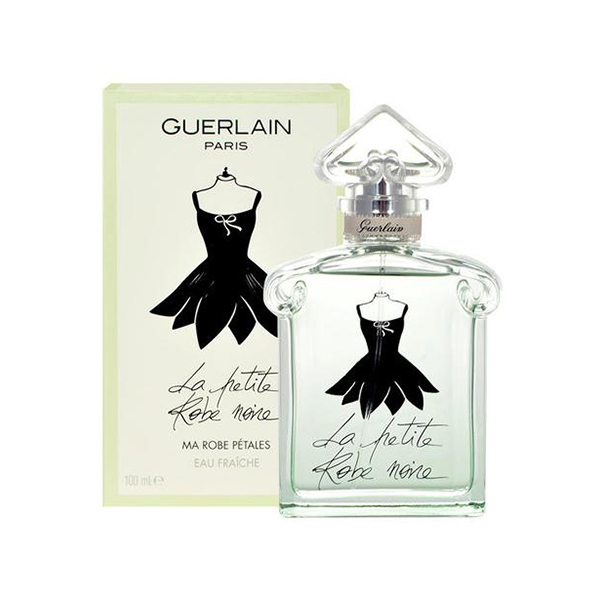 GUERLAIN
PARIS
La petite
Robe noire
MA ROBE PÉTALES
EAU FRAÎCHE
100 ml e
Guerlain
La petite
Robe noire